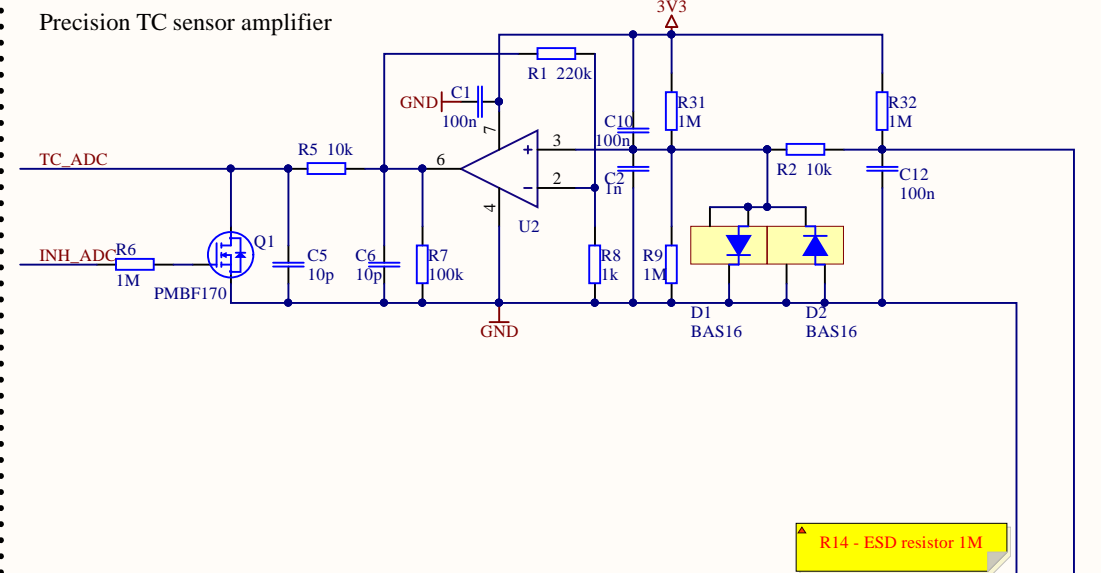 Precision TC sensor amplifier
3V3
R1 220k
C1
GND
100n
7
C10
100n
R31
1M
R32
1M
TC_ADC
R5 10k
6
3
2
4
U2
C2
1n
R2 10k
C12
100n
INH_ADC
R6
1M
Q1
PMBF170
C5
10p
C6
10p
R7
100k
R8
1k
R9
1M
GND
D1
BAS16
D2
BAS16
R14 - ESD resistor 1M